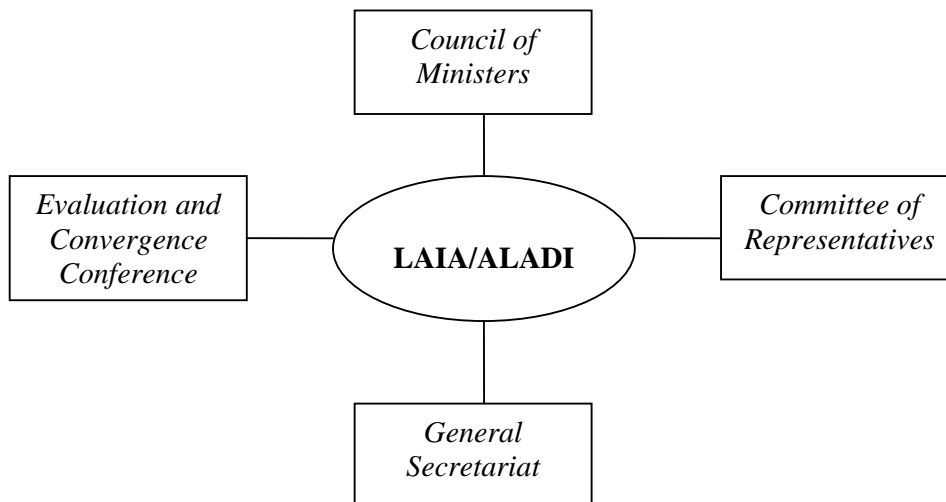 Council of
Ministers
Evaluation and
Convergence
Conference
LAIA/ALADI
Committee of
Representatives
General
Secretariat